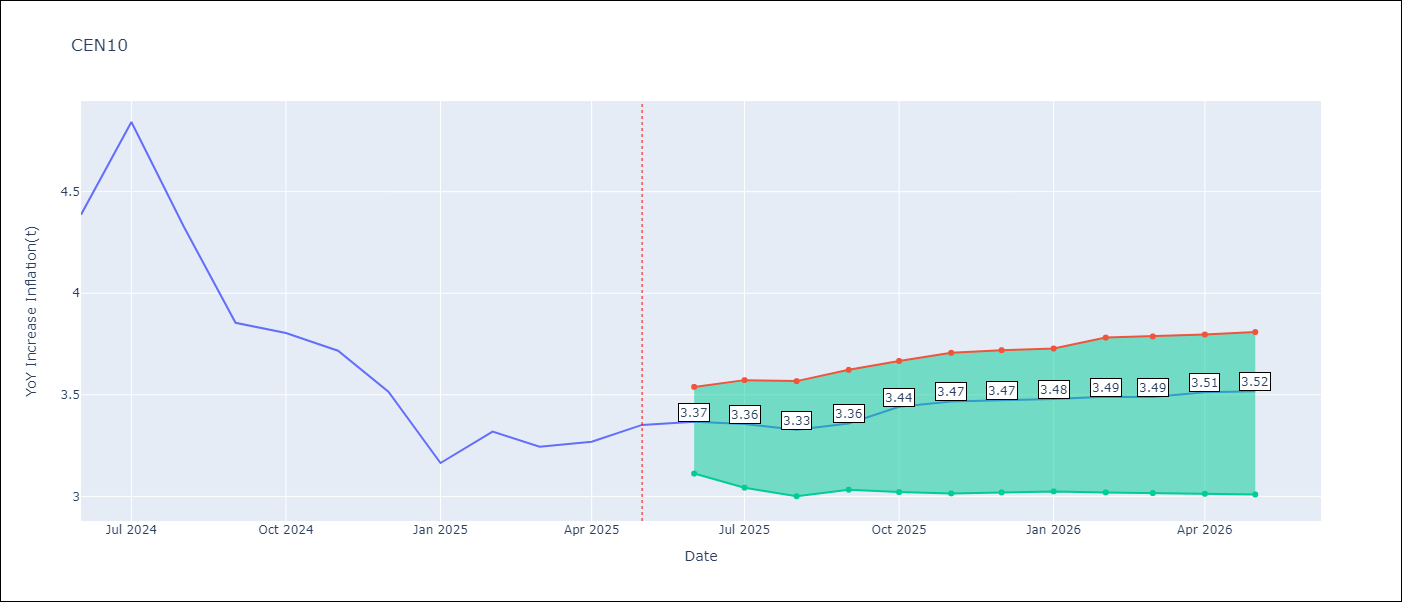 CEN10
YoY Increase Inflation(t)
4.5
4
3.5
3
3.37
3.36
3.33
3.36
3.44
3.47
3.47
3.48
3.49
3.49
3.51
3.52
Jul 2024
Oct 2024
Jan 2025
Apr 2025
Jul 2025
Oct 2025
Jan 2026
Apr 2026
Date